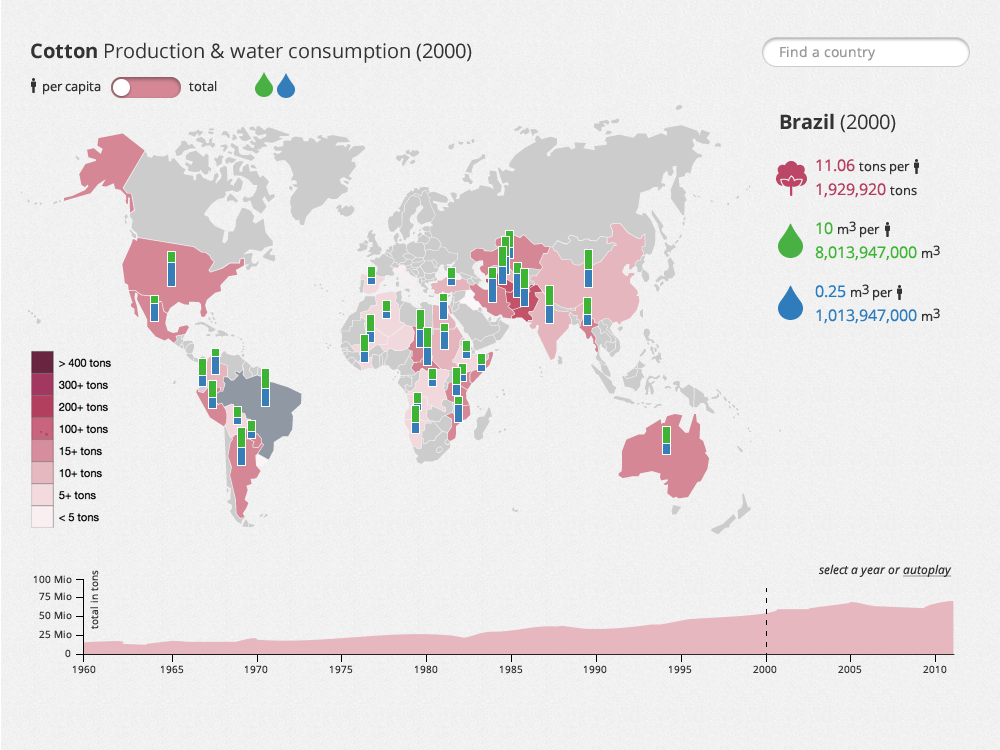 Cotton Production & water consumption (2000)
Find a country
per capita total
Brazil (2000)
11.06 tons per
1,929,920 tons
10 m3 per
8,013,947,000 m3
0.25 m3 per
1,013,947,000 m3
> 400 tons
300+ tons
200+ tons
100+ tons
15+ tons
10+ tons
5+ tons
< 5 tons
select a year or autoplay
total in tons
100 Mio
75 Mio
50 Mio
25 Mio
0
1960 1965 1970 1975 1980 1985 1990 1995 2000 2005 2010